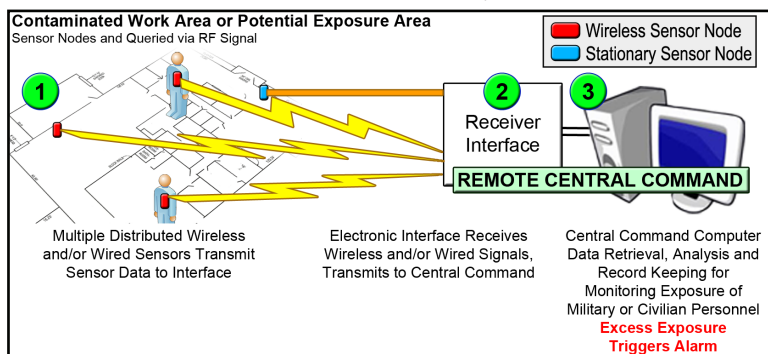 Contaminated Work Area or Potential Exposure Area
Sensor Nodes and Queried via RF Signal
Wireless Sensor Node
Stationary Sensor Node
1
2
3
Receiver
Interface
REMOTE CENTRAL COMMAND
Multiple Distributed Wireless
and/or Wired Sensors Transmit
Sensor Data to Interface
Electronic Interface Receives
Wireless and/or Wired Signals,
Transmits to Central Command
Central Command Computer
Data Retrieval, Analysis and
Record Keeping for
Monitoring Exposure of
Military or Civilian Personnel
Excess Exposure
Triggers Alarm